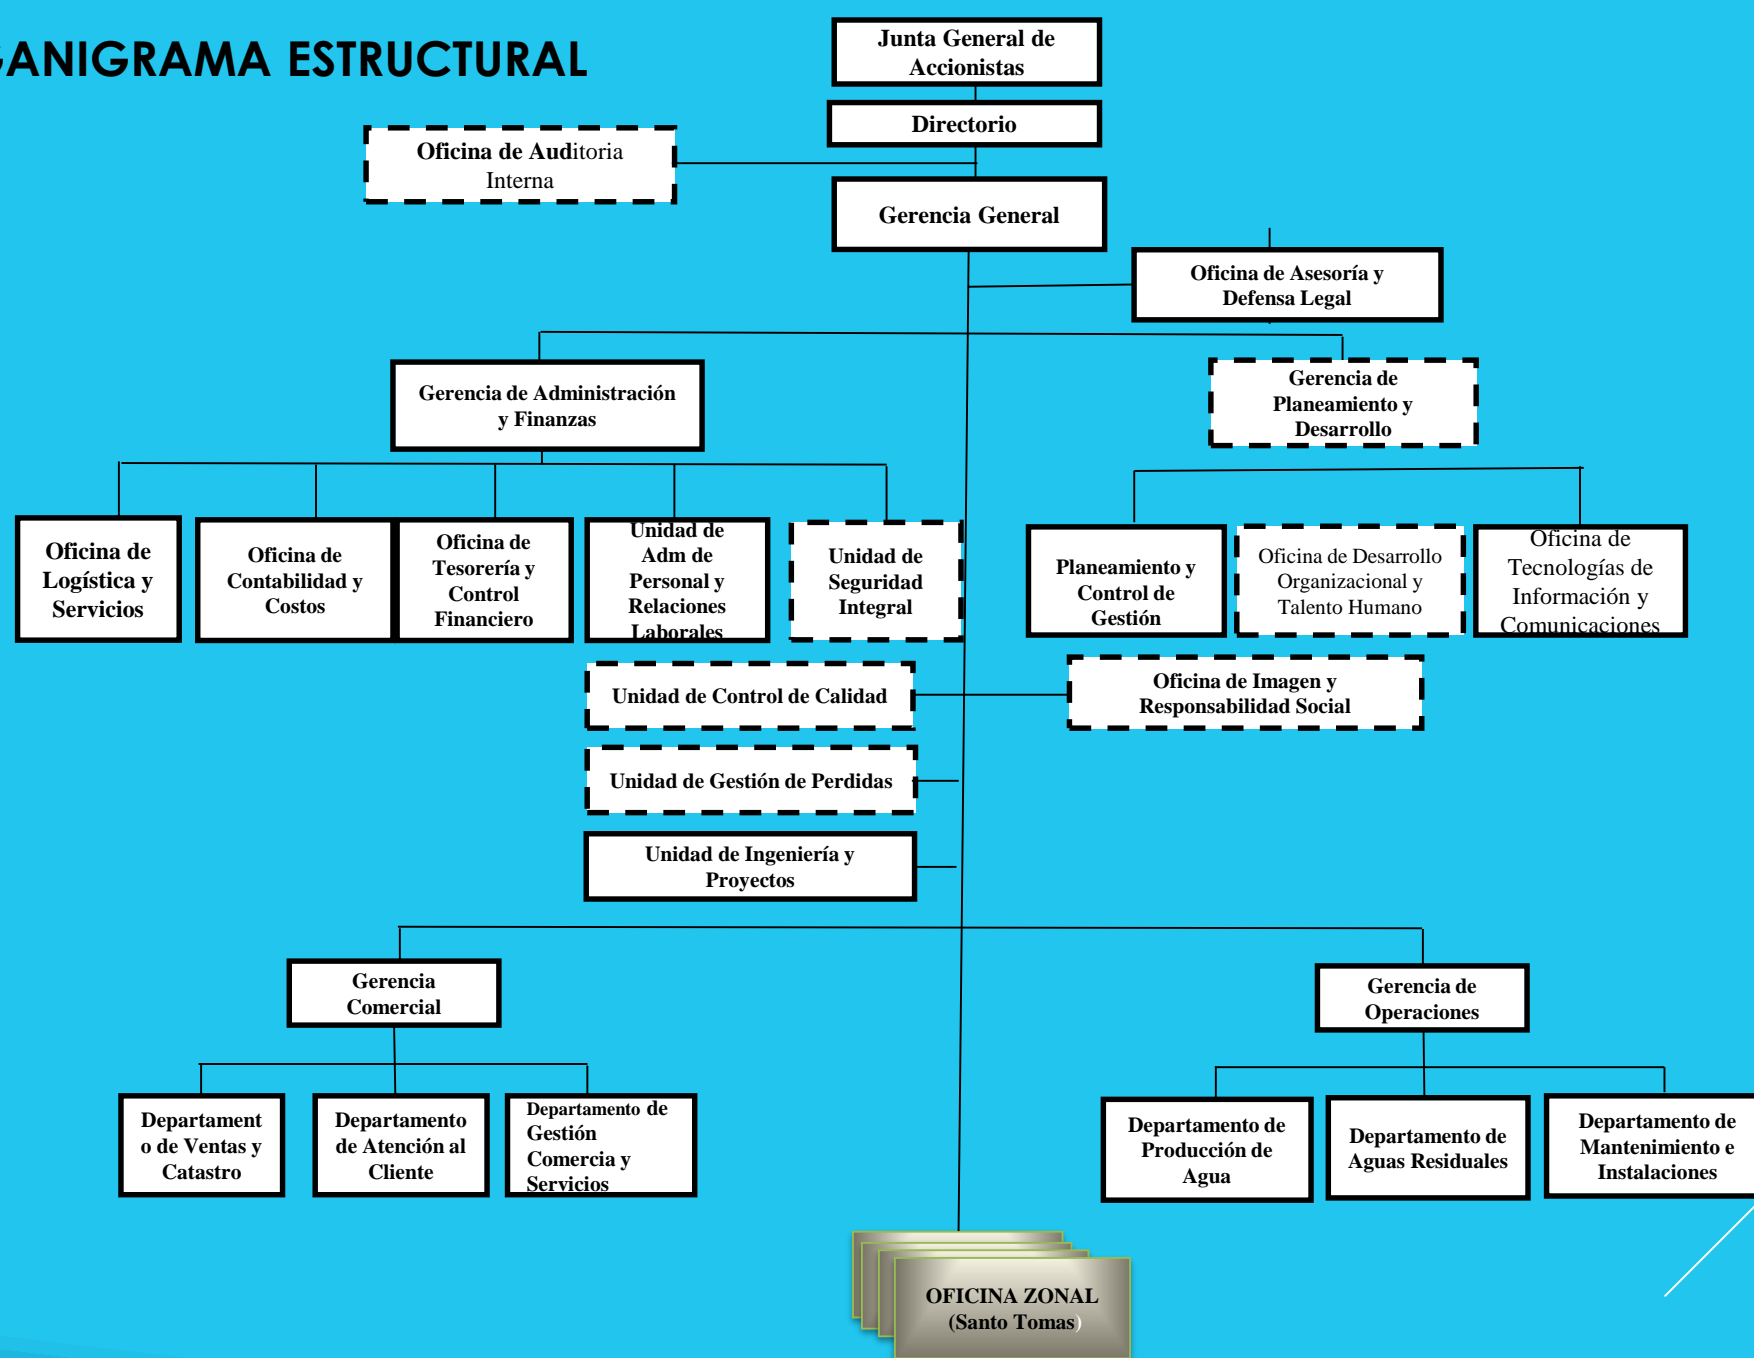 GANIGRAMA ESTRUCTURAL
Junta General de
Accionistas
Directorio
Oficina de Auditoria
Interna
Gerencia General
Oficina de Asesoría y
Defensa Legal
Gerencia de Administración
y Finanzas
Gerencia de
Planeamiento y
Desarrollo
Oficina de
Logística y
Servicios
Oficina de
Contabilidad y
Costos
Oficina de
Tesorería y
Control
Financiero
Unidad de
Adm de
Personal y
Relaciones
Laborales
Unidad de
Seguridad
Integral
Planeamiento y
Control de
Gestión
Oficina de Desarrollo
Organizacional y
Talento Humano
Oficina de
Tecnologías de
Información y
Comunicaciones
Unidad de Control de Calidad
Oficina de Imagen y
Responsabilidad Social
Unidad de Gestión de Perdidas
Unidad de Ingeniería y
Proyectos
Gerencia
Comercial
Gerencia de
Operaciones
Departament
o de Ventas y
Catastro
Departamento
de Atención al
Cliente
Departamento de
Gestión
Comercia y
Servicios
Departamento de
Producción de
Agua
Departamento de
Aguas Residuales
Departamento de
Mantenimiento e
Instalaciones
OFICINA ZONAL
(Santo Tomas)